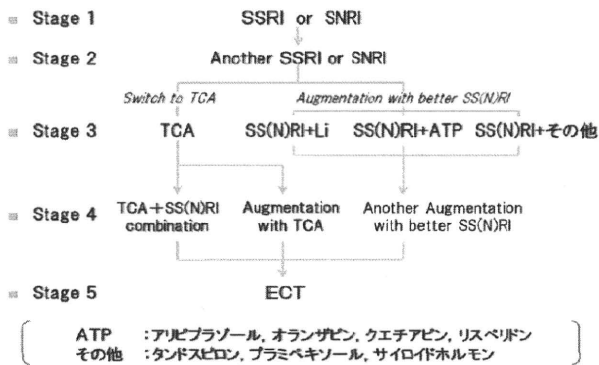 Stage 1 SSRI or SNRI
Stage 2 Another SSRI or SNRI
Switch to TCA Augmentation with better SS(N)RI
Stage 3 TCA SS(N)RI+Li SS(N)RI+ATP SS(N)RI+その他
Stage 4 TCA+SS(N)RI combination Augmentation with TCA Another Augmentation with better SS(N)RI
Stage 5 ECT
ATP :アリピプラゾール, オランザピン, クエチアピン, リスペリドン
その他 :タンドスピロン, プラミペキソール, サイロイドホルモン